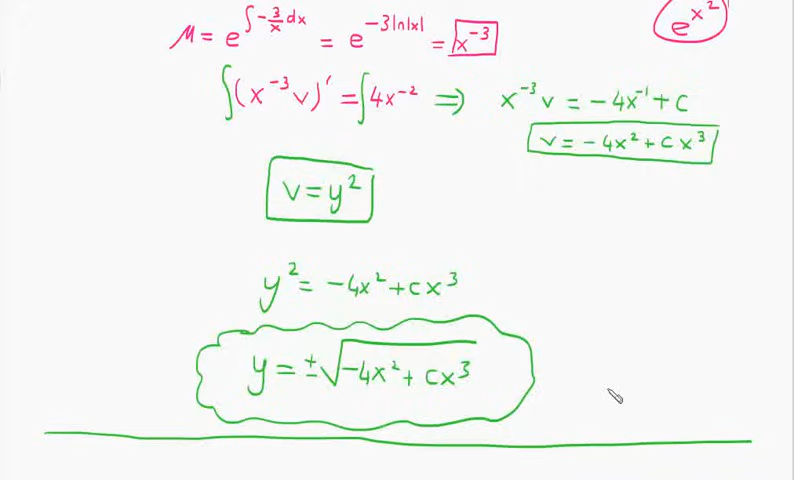 μ = e^{∫-3/x dx} = e^{-3ln|x|} = x^{-3}
e^{x^2}
∫(x^{-3} v)' = ∫4x^{-2} ⇒ x^{-3} v = -4x^{-1} + c
v = -4x^2 + c x^3
v = y^2
y^2 = -4x^2 + cx^3
y = ±√(-4x^2 + cx^3)